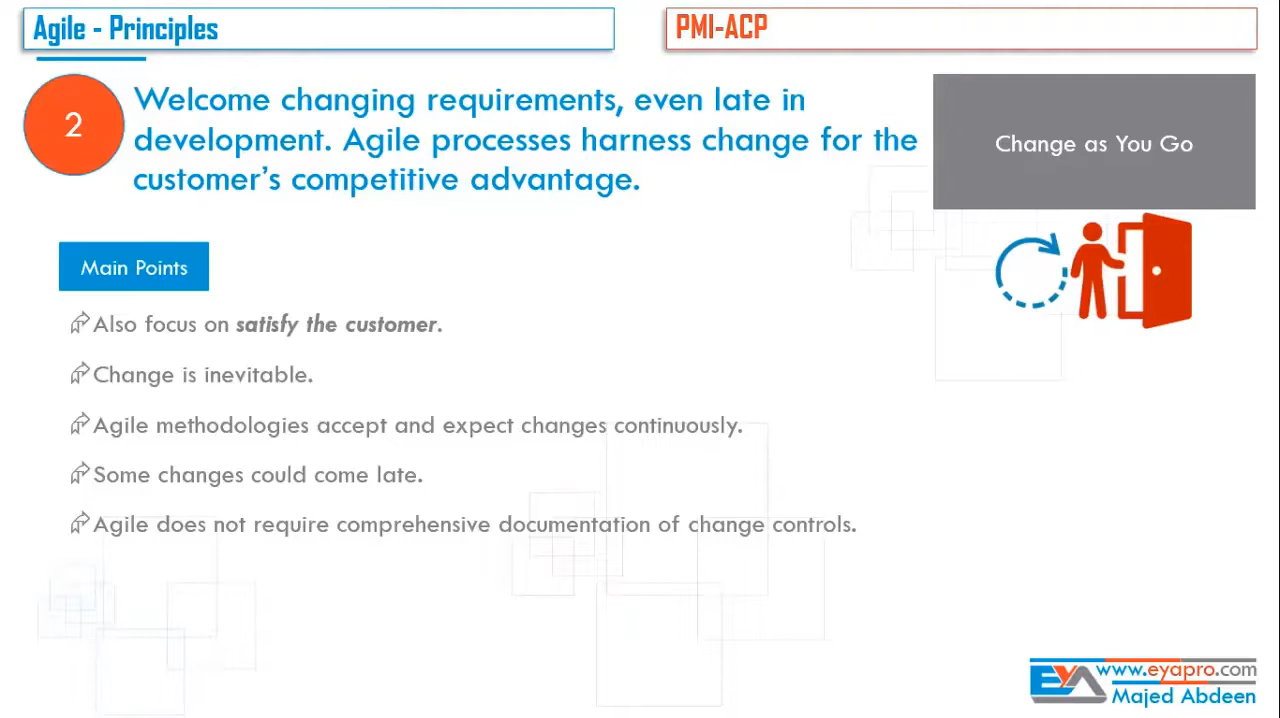 Agile - Principles
PMI-ACP
2
Welcome changing requirements, even late in
development. Agile processes harness change for the
customer's competitive advantage.
Change as You Go
Main Points
Also focus on satisfy the customer.
Change is inevitable.
Agile methodologies accept and expect changes continuously.
Some changes could come late.
Agile does not require comprehensive documentation of change controls.
EYA
www.eyapro.com
Majed Abdeen